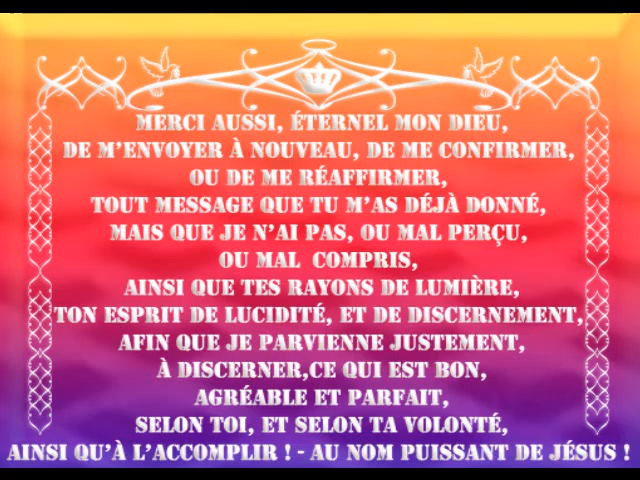 MERCI AUSSI, ÉTERNEL MON DIEU,
DE M'ENVOYER À NOUVEAU, DE ME CONFIRMER,
OU DE ME RÉAFFIRMER,
TOUT MESSAGE QUE TU M'AS DÉJÀ DONNÉ,
MAIS QUE JE N'AI PAS, OU MAL PERÇU,
OU MAL COMPRIS,
AINSI QUE TES RAYONS DE LUMIÈRE,
TON ESPRIT DE LUCIDITÉ, ET DE DISCERNEMENT,
AFIN QUE JE PARVIENNE JUSTEMENT,
À DISCERNER,CE QUI EST BON,
AGRÉABLE ET PARFAIT,
SELON TOI, ET SELON TA VOLONTÉ,
AINSI QU'À L'ACCOMPLIR ! - AU NOM PUISSANT DE JÉSUS !